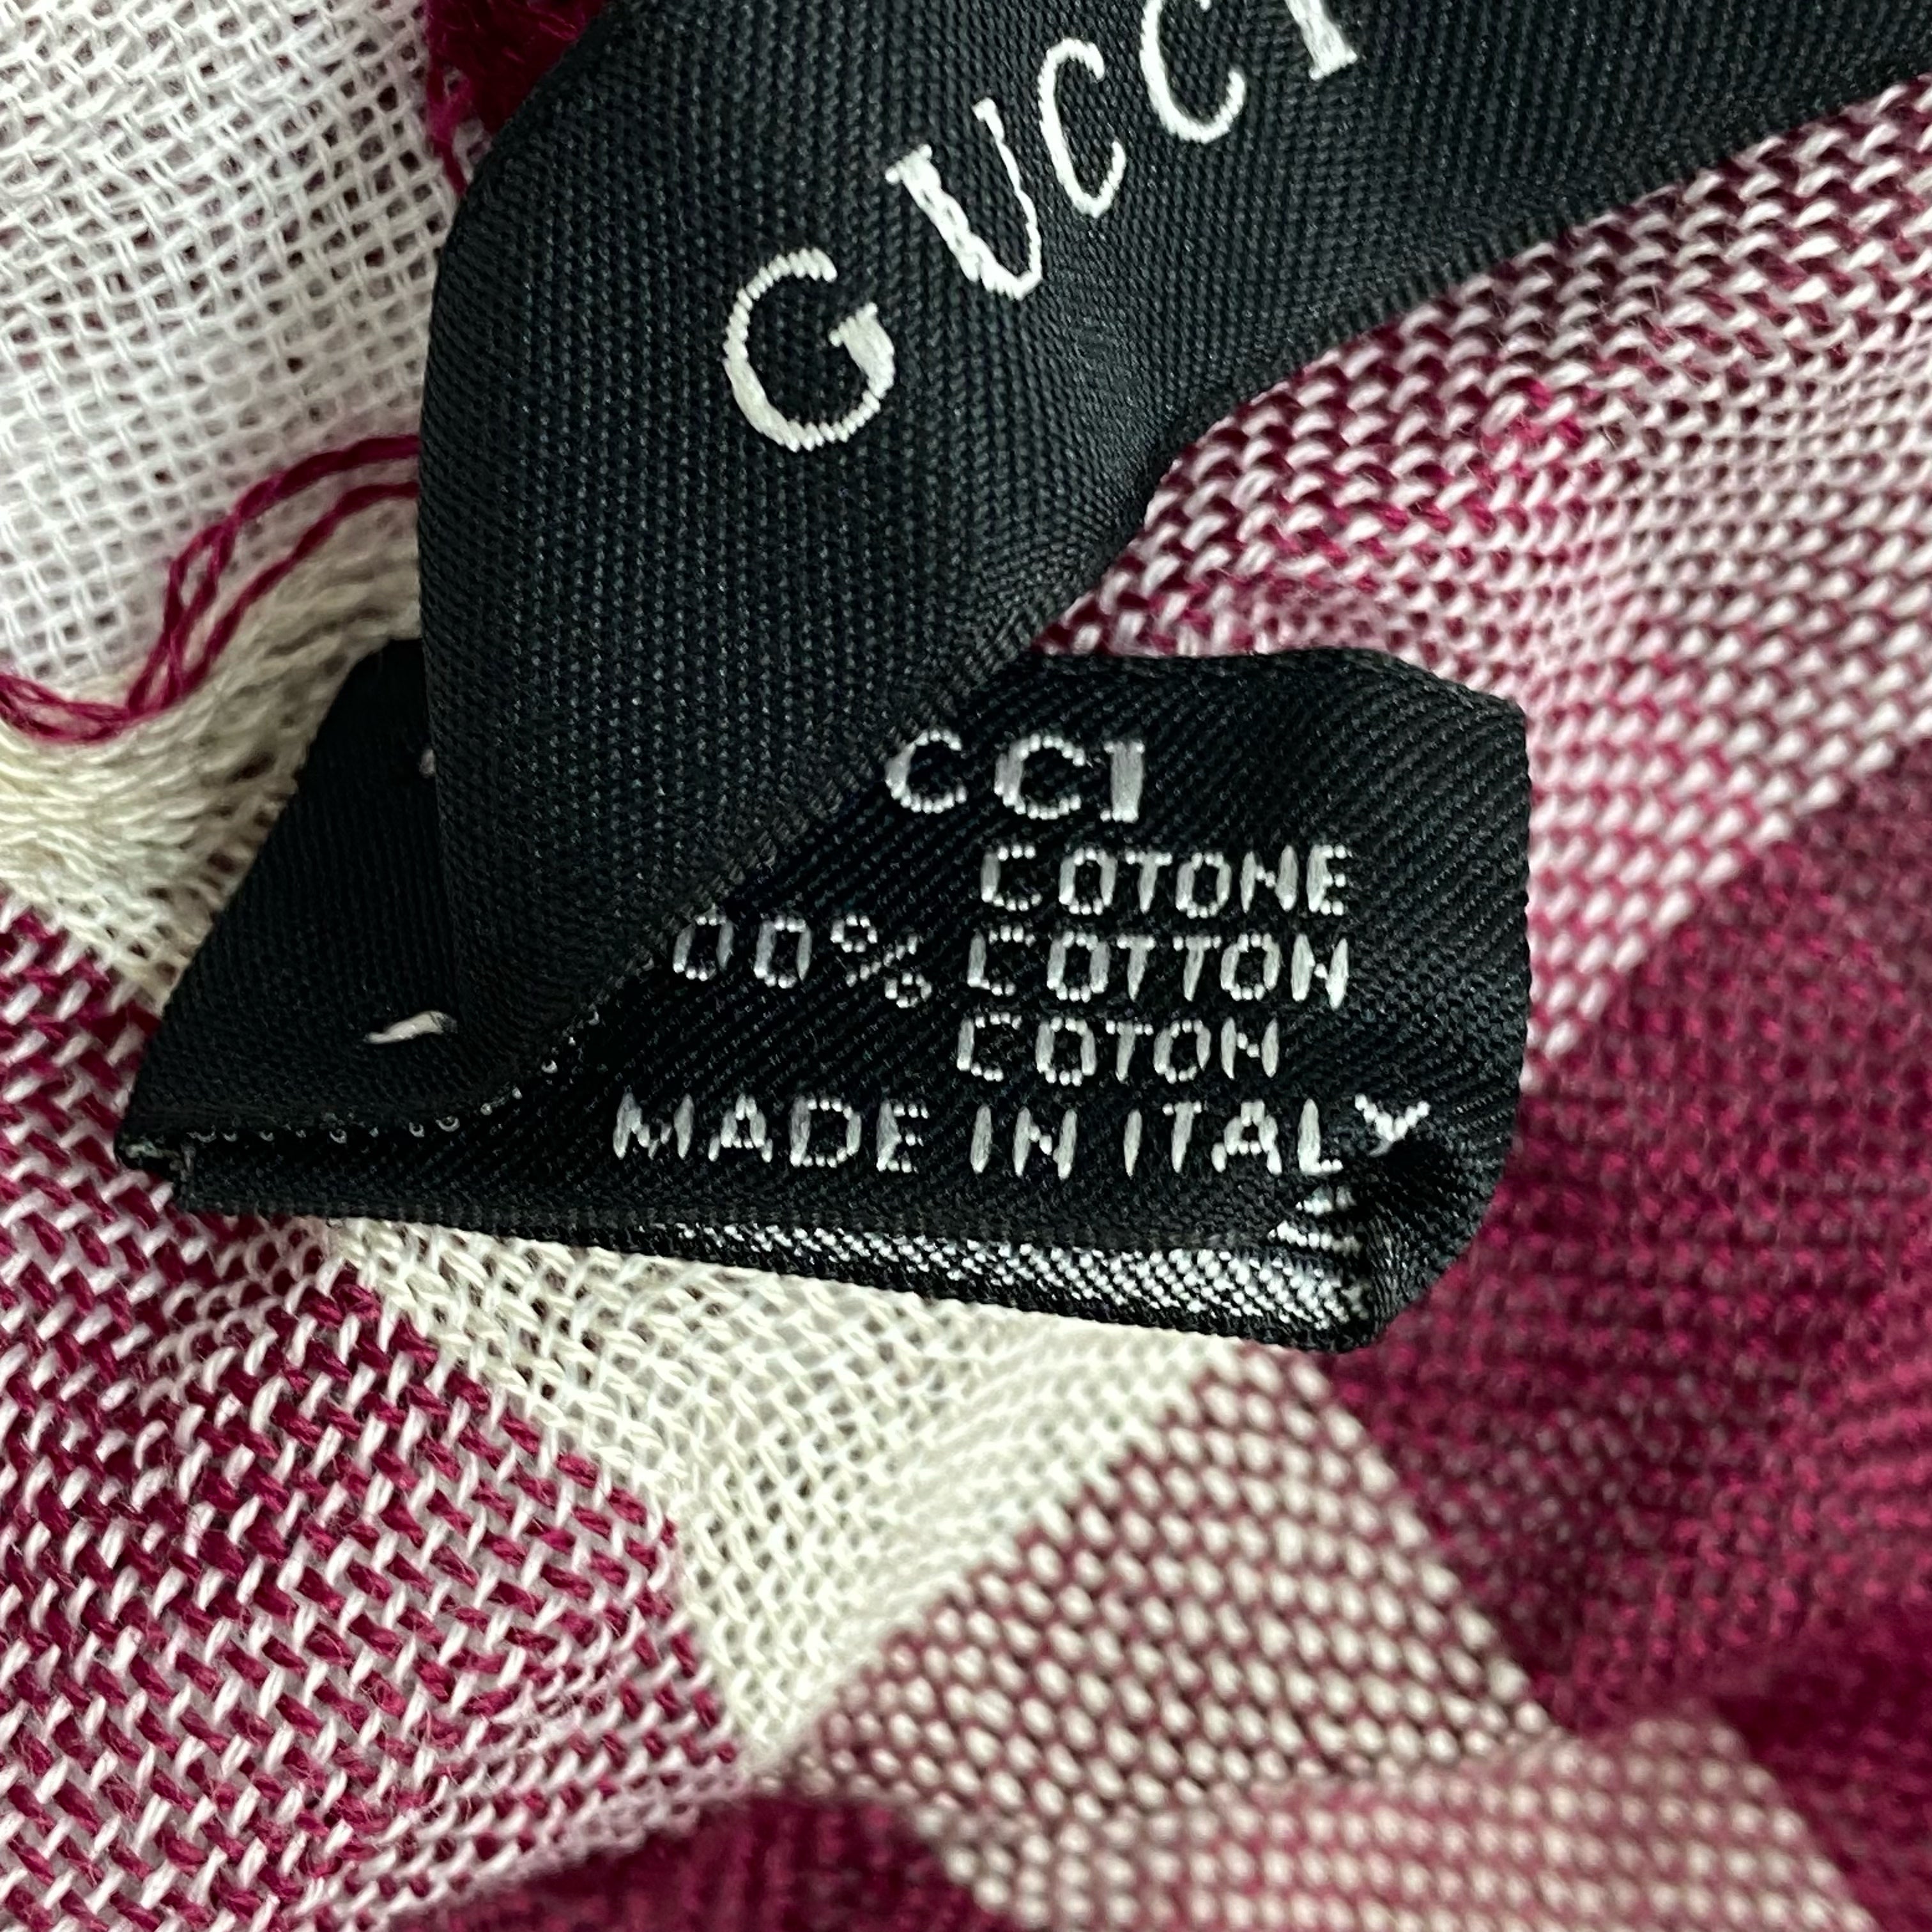 GUCCI
CCI
COTONE
00% COTTON
COTON
MADE IN ITALY